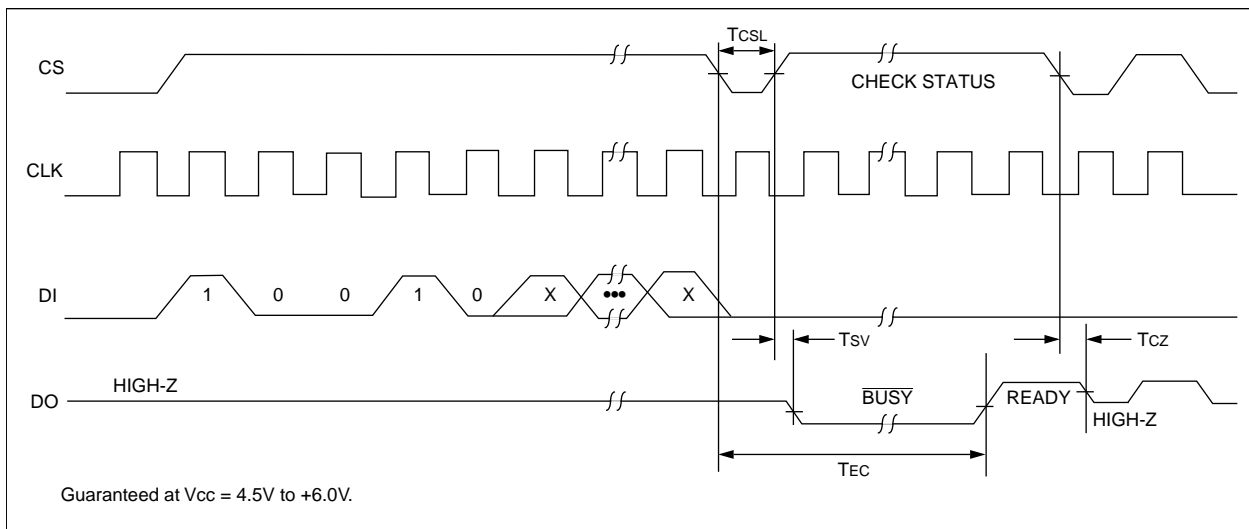 TCSL
CS
CHECK STATUS
CLK
DI
1 0 0 1 0 X ••• X
TSV
TCZ
HIGH-Z
DO
BUSY
READY
HIGH-Z
TEC
Guaranteed at Vcc = 4.5V to +6.0V.